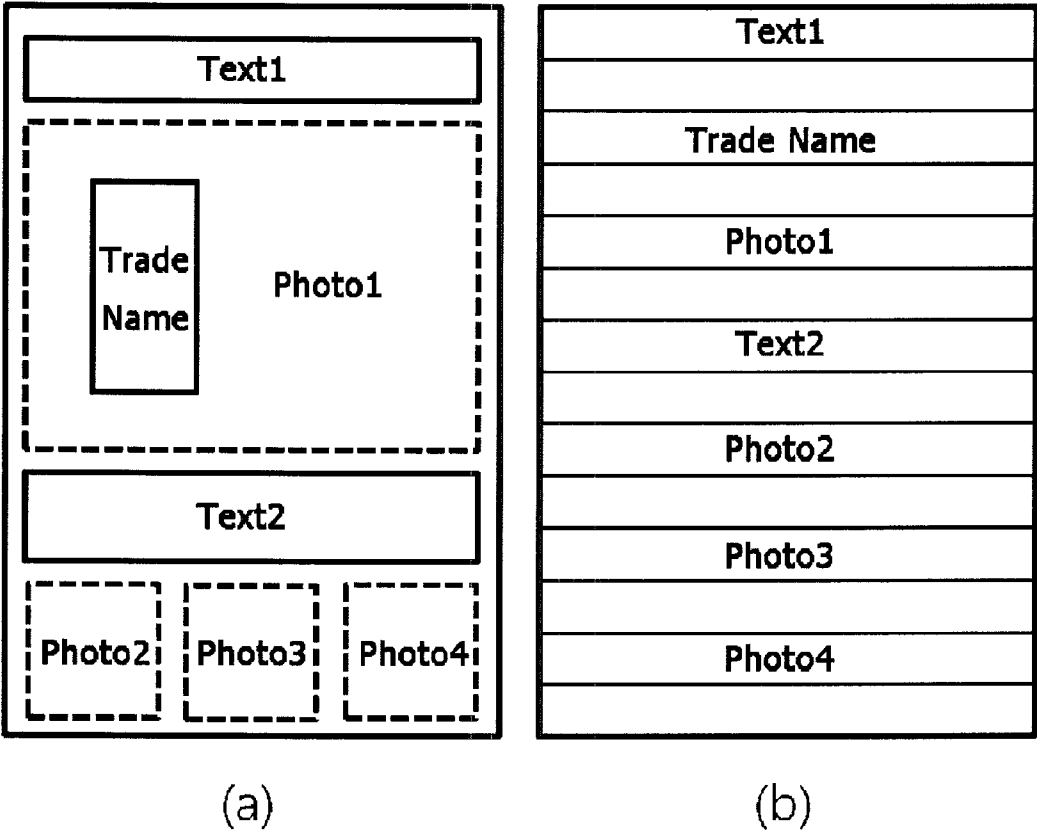 Text1
Trade
Name
Photo1
Text2
Photo2 Photo3 Photo4
(a)
Text1
Trade Name
Photo1
Text2
Photo2
Photo3
Photo4
(b)